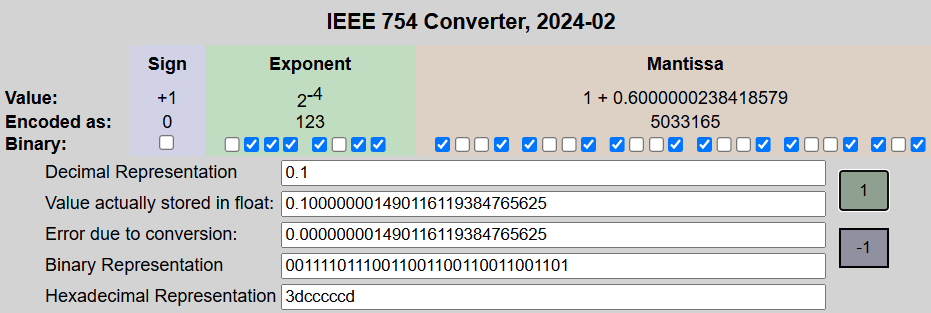 IEEE 754 Converter, 2024-02
Sign Exponent Mantissa
Value: +1 2-4 1 + 0.6000000238418579
Encoded as: 0 123 5033165
Binary:
Decimal Representation 0.1
1
Value actually stored in float: 0.100000001490116119384765625
Error due to conversion: 0.000000001490116119384765625
-1
Binary Representation 00111101110011001100110011001101
Hexadecimal Representation 3dcccccd